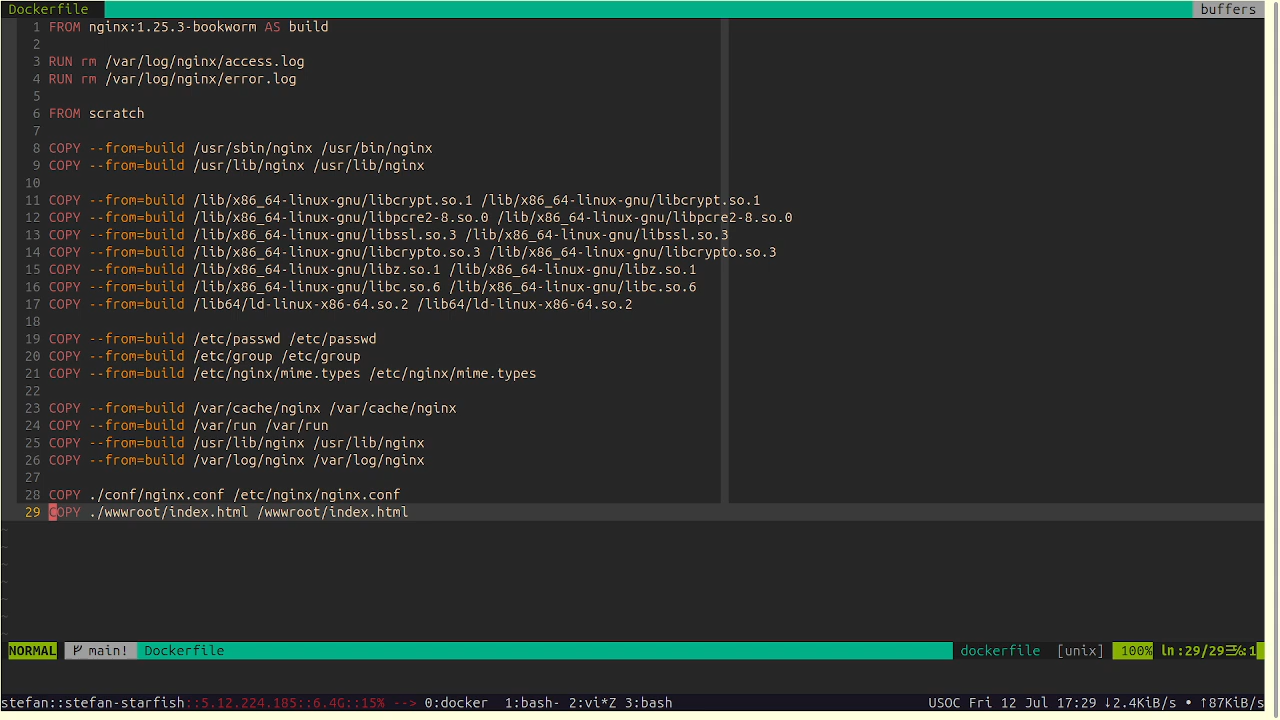 Dockerfile buffers
1 FROM nginx:1.25.3-bookworm AS build
2
3 RUN rm /var/log/nginx/access.log
4 RUN rm /var/log/nginx/error.log
5
6 FROM scratch
7
8 COPY --from=build /usr/sbin/nginx /usr/bin/nginx
9 COPY --from=build /usr/lib/nginx /usr/lib/nginx
10
11 COPY --from=build /lib/x86_64-linux-gnu/libcrypt.so.1 /lib/x86_64-linux-gnu/libcrypt.so.1
12 COPY --from=build /lib/x86_64-linux-gnu/libpcre2-8.so.0 /lib/x86_64-linux-gnu/libpcre2-8.so.0
13 COPY --from=build /lib/x86_64-linux-gnu/libssl.so.3 /lib/x86_64-linux-gnu/libssl.so.3
14 COPY --from=build /lib/x86_64-linux-gnu/libcrypto.so.3 /lib/x86_64-linux-gnu/libcrypto.so.3
15 COPY --from=build /lib/x86_64-linux-gnu/libz.so.1 /lib/x86_64-linux-gnu/libz.so.1
16 COPY --from=build /lib/x86_64-linux-gnu/libc.so.6 /lib/x86_64-linux-gnu/libc.so.6
17 COPY --from=build /lib64/ld-linux-x86-64.so.2 /lib64/ld-linux-x86-64.so.2
18
19 COPY --from=build /etc/passwd /etc/passwd
20 COPY --from=build /etc/group /etc/group
21 COPY --from=build /etc/nginx/mime.types /etc/nginx/mime.types
22
23 COPY --from=build /var/cache/nginx /var/cache/nginx
24 COPY --from=build /var/run /var/run
25 COPY --from=build /usr/lib/nginx /usr/lib/nginx
26 COPY --from=build /var/log/nginx /var/log/nginx
27
28 COPY ./conf/nginx.conf /etc/nginx/nginx.conf
29 COPY ./wwwroot/index.html /wwwroot/index.html
~
~
~
~
~
~
~
NORMAL main! Dockerfile dockerfile [unix] 100% ln:29/29☰℅:1
stefan::stefan-starfish::5.12.224.185::6.4G::15% --> 0:docker 1:bash- 2:vi*Z 3:bash USOC Fri 12 Jul 17:29 ↓2.4KiB/s • ↑87KiB/s